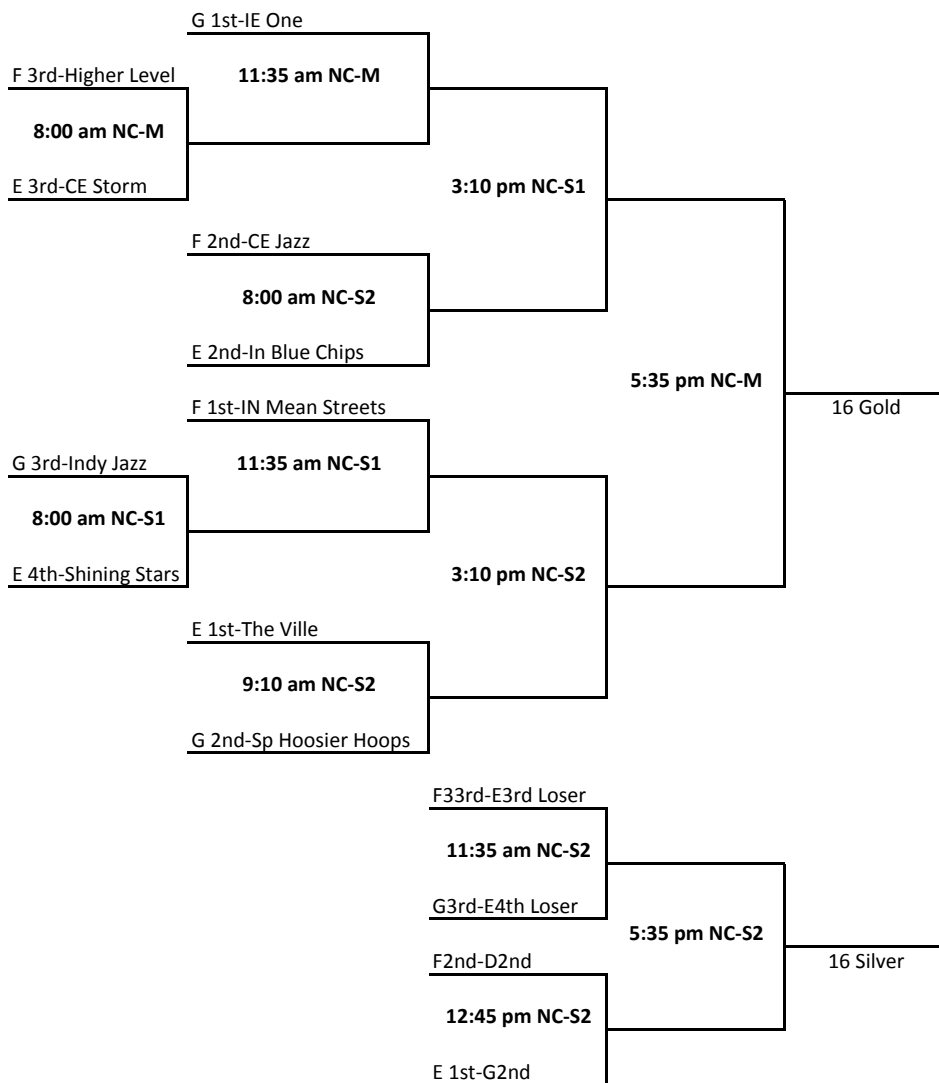 G 1st-IE One
11:35 am NC-M
F 3rd-Higher Level
8:00 am NC-M
E 3rd-CE Storm
3:10 pm NC-S1
F 2nd-CE Jazz
8:00 am NC-S2
E 2nd-In Blue Chips
5:35 pm NC-M
16 Gold
F 1st-IN Mean Streets
G 3rd-Indy Jazz
11:35 am NC-S1
8:00 am NC-S1
E 4th-Shining Stars
3:10 pm NC-S2
E 1st-The Ville
9:10 am NC-S2
G 2nd-Sp Hoosier Hoops
F33rd-E3rd Loser
11:35 am NC-S2
G3rd-E4th Loser
5:35 pm NC-S2
16 Silver
F2nd-D2nd
12:45 pm NC-S2
E 1st-G2nd